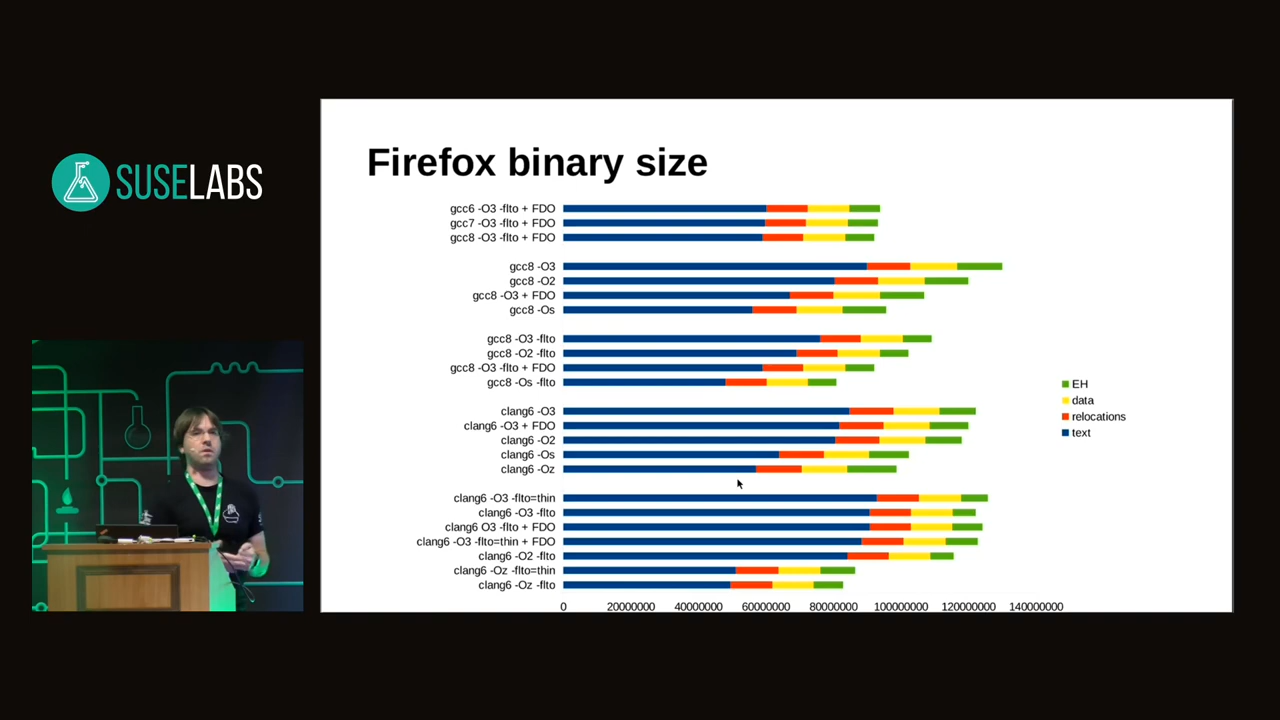 SUSELABS
Firefox binary size
gcc6 -O3 -flto + FDO
gcc7 -O3 -flto + FDO
gcc8 -O3 -flto + FDO
gcc8 -O3
gcc8 -O2
gcc8 -O3 + FDO
gcc8 -Os
gcc8 -O3 -flto
gcc8 -O2 -flto
gcc8 -O3 -flto + FDO
gcc8 -Os -flto
clang6 -O3
clang6 -O3 + FDO
clang6 -O2
clang6 -Os
clang6 -Oz
clang6 -O3 -flto=thin
clang6 -O3 -flto
clang6 O3 -flto + FDO
clang6 -O3 -flto=thin + FDO
clang6 -O2 -flto
clang6 -Oz -flto=thin
clang6 -Oz -flto
0 20000000 40000000 60000000 80000000 100000000 120000000 140000000
EH
data
relocations
text